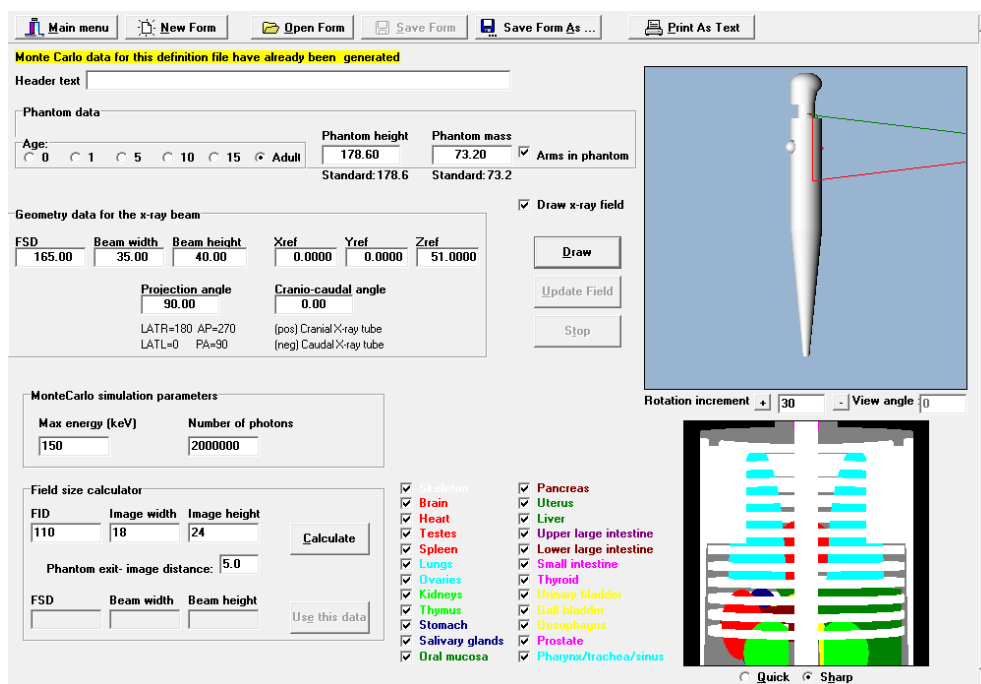 Main menu New Form Open Form Save Form Save Form As ... Print As Text
Monte Carlo data for this definition file have already been generated
Header text
Phantom data
Age:
0 1 5 10 15 Adult
Phantom height Phantom mass
178.60 73.20 Arms in phantom
Standard: 178.6 Standard: 73.2
Draw x-ray field
Geometry data for the x-ray beam
FSD Beam width Beam height Xref Yref Zref
165.00 35.00 40.00 0.0000 0.0000 51.0000
Draw
Projection angle Cranio-caudal angle
90.00 0.00
Update Field
LATR=180 AP=270 (pos) Cranial X-ray tube
LATL=0 PA=90 (neg) Caudal X-ray tube
Stop
MonteCarlo simulation parameters
Max energy (keV) Number of photons
150 2000000
Rotation increment + 30 - View angle : 0
Field size calculator
FID Image width Image height
110 18 24
Calculate
Phantom exit- image distance: 5.0
FSD Beam width Beam height
Use this data
Skeleton Pancreas
Brain Uterus
Heart Liver
Testes Upper large intestine
Spleen Lower large intestine
Lungs Small intestine
Ovaries Thyroid
Kidneys Urinary bladder
Thymus Gall bladder
Stomach Oesophagus
Salivary glands Prostate
Oral mucosa Pharynx/trachea/sinus
Quick Sharp